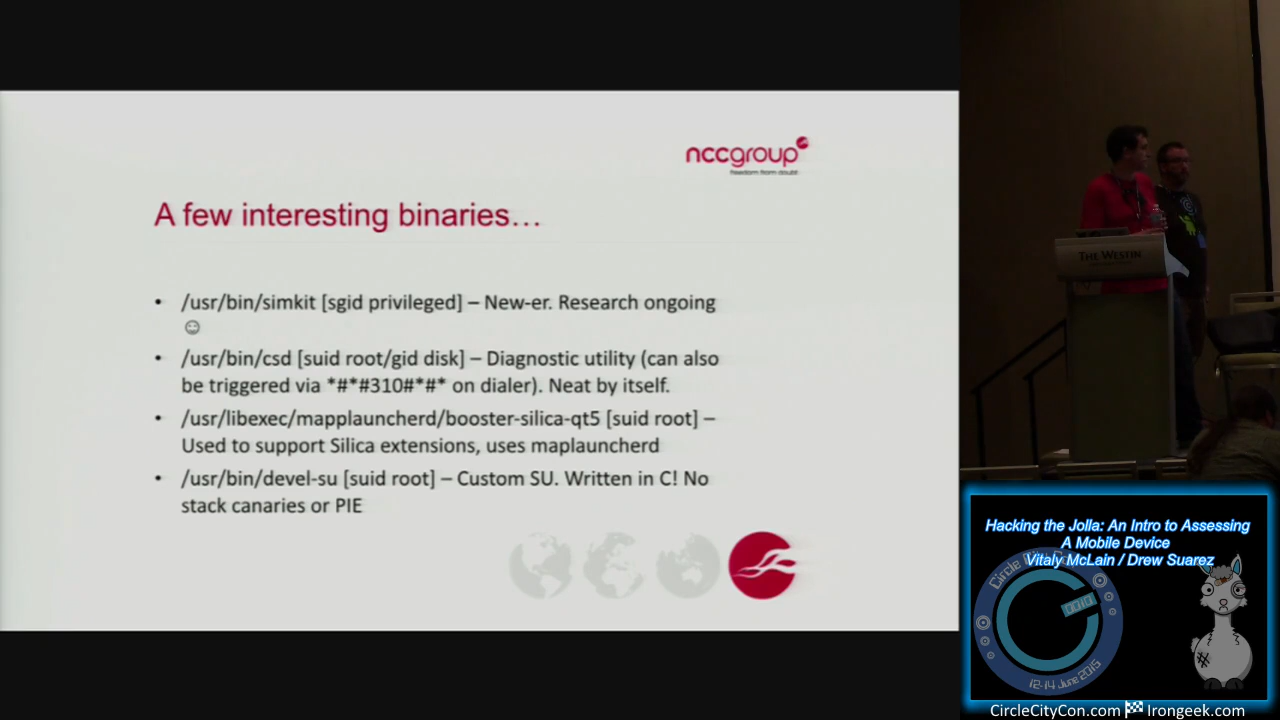 nccgroup
freedom from doubt
A few interesting binaries…
• /usr/bin/simkit [sgid privileged] – New-er. Research ongoing
☺
• /usr/bin/csd [suid root/gid disk] – Diagnostic utility (can also
be triggered via *#*#310#*#* on dialer). Neat by itself.
• /usr/libexec/mapplauncherd/booster-silica-qt5 [suid root] –
Used to support Silica extensions, uses maplauncherd
• /usr/bin/devel-su [suid root] – Custom SU. Written in C! No
stack canaries or PIE
THE WESTIN
Hacking the Jolla: An Intro to Assessing
A Mobile Device
Vitaly McLain / Drew Suarez
Circle City Con
12-14 June 2015
CircleCityCon.com Irongeek.com